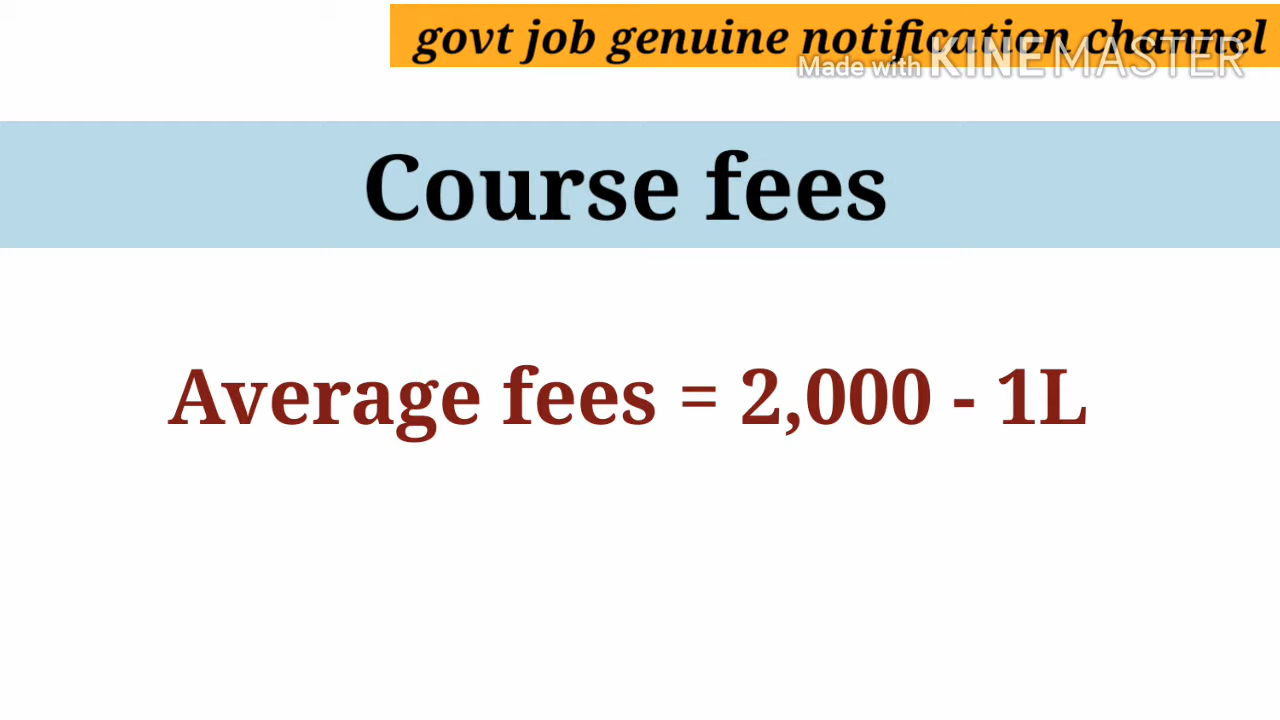 govt job genuine notification channel
Made with KINEMASTER
Course fees
Average fees = 2,000 - 1L